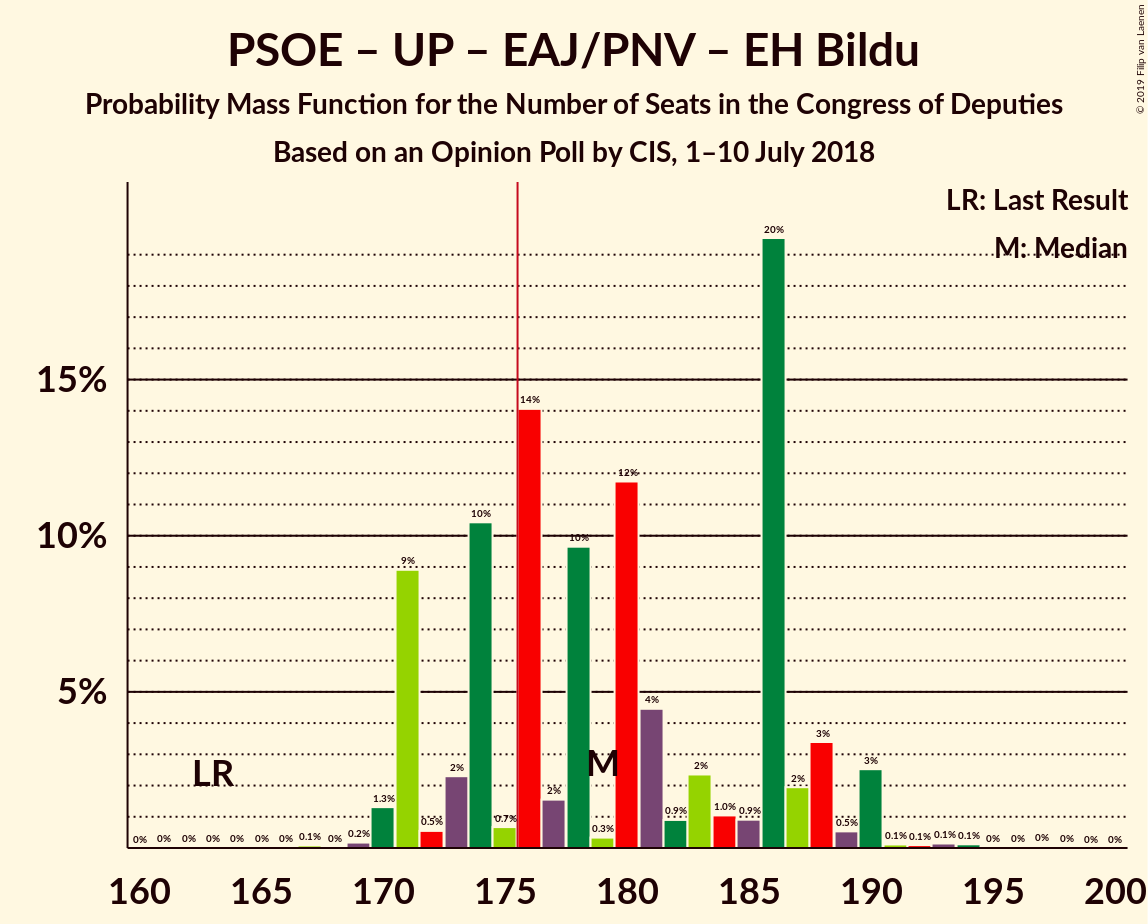 PSOE – UP – EAJ/PNV – EH Bildu
Probability Mass Function for the Number of Seats in the Congress of Deputies
Based on an Opinion Poll by CIS, 1–10 July 2018
© 2019 Filip van Laenen
LR: Last Result
M: Median
15%
10%
5%
LR
M
0% 0% 0% 0% 0% 0% 0% 0.1% 0% 0.2% 1.3% 9% 0.5% 2% 10% 0.7% 14% 2% 10% 0.3% 12% 4% 0.9% 2% 1.0% 0.9% 20% 2% 3% 0.5% 3% 0.1% 0.1% 0.1% 0.1% 0% 0% 0% 0% 0% 0%
160 165 170 175 180 185 190 195 200